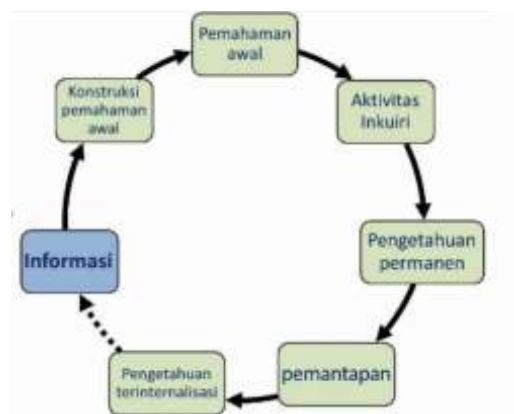 Pemahaman
awal
Konstruksi
pemahaman
awal
Aktivitas
Inkuiri
Informasi
Pengetahuan
permanen
pemantapan
Pengetahuan
terinternalisasi